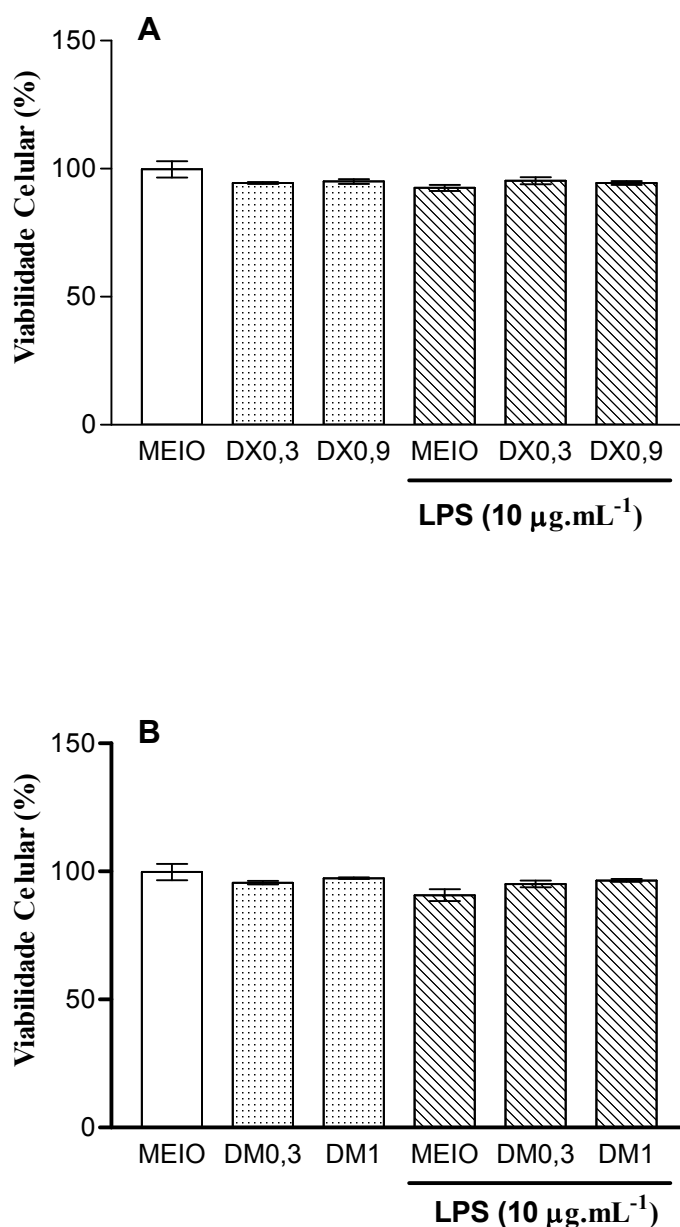 A
150
100
50
0
Viabilidade Celular (%)
MEIO DX0,3 DX0,9 MEIO DX0,3 DX0,9
LPS (10 µg.mL⁻¹)
B
150
100
50
0
Viabilidade Celular (%)
MEIO DM0,3 DM1 MEIO DM0,3 DM1
LPS (10 µg.mL⁻¹)